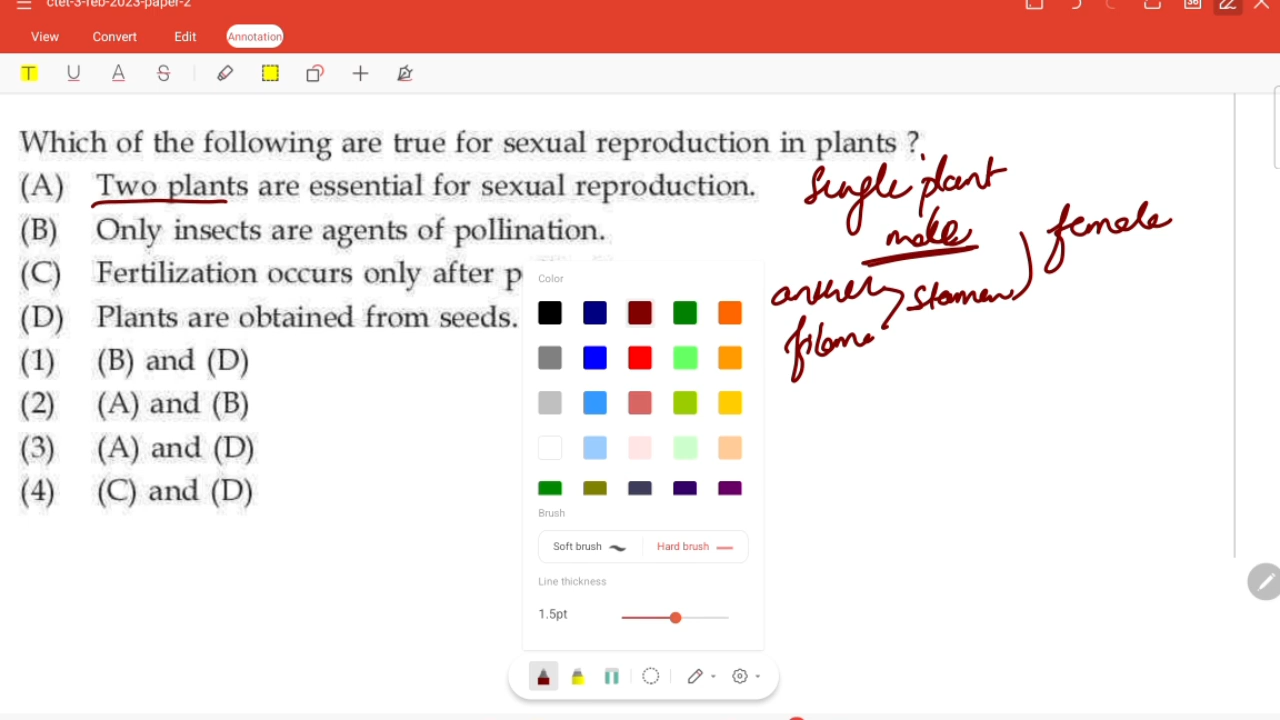 ctet-3-feb-2023-paper-2
View Convert Edit Annotation
Which of the following are true for sexual reproduction in plants ?
(A) Two plants are essential for sexual reproduction.
(B) Only insects are agents of pollination.
(C) Fertilization occurs only after p
(D) Plants are obtained from seeds.
(1) (B) and (D)
(2) (A) and (B)
(3) (A) and (D)
(4) (C) and (D)
single plant
male
female
anther
stamen
Color
Brush
Soft brush Hard brush
Line thickness
1.5pt